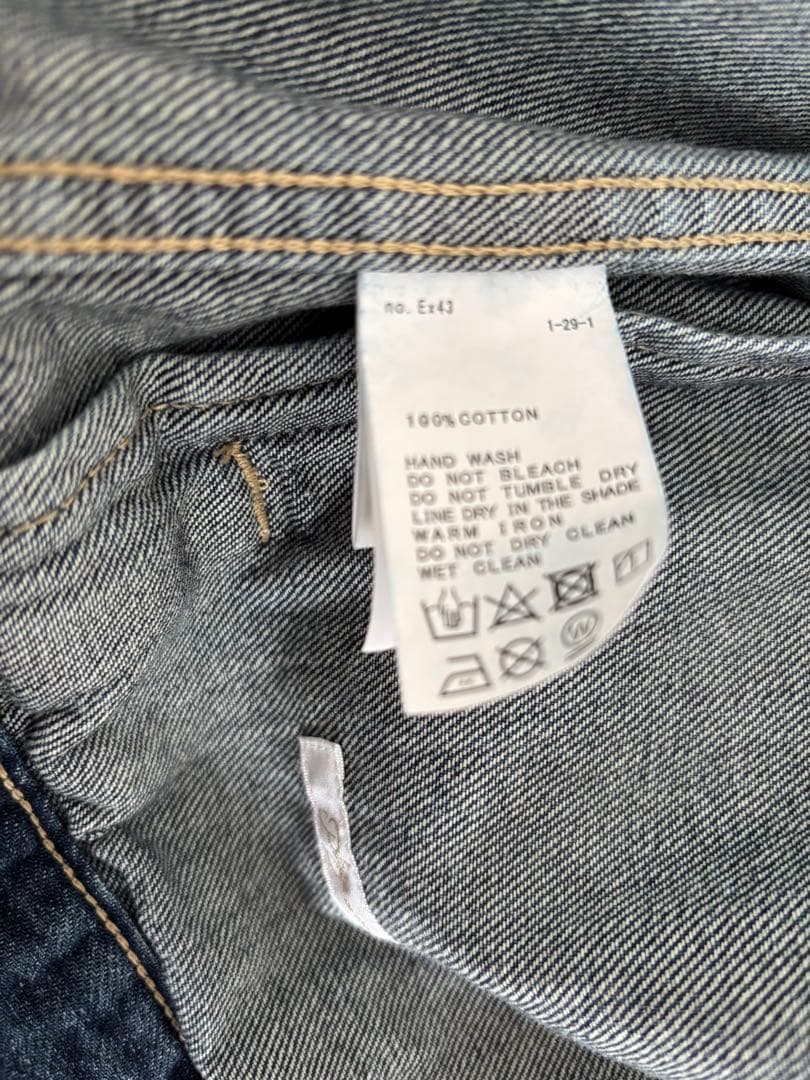 no. Ex43
1-29-1
100% COTTON
HAND WASH
DO NOT BLEACH
DO NOT TUMBLE DRY
LINE DRY IN THE SHADE
WARM IRON
DO NOT DRY CLEAN
WET CLEAN
W